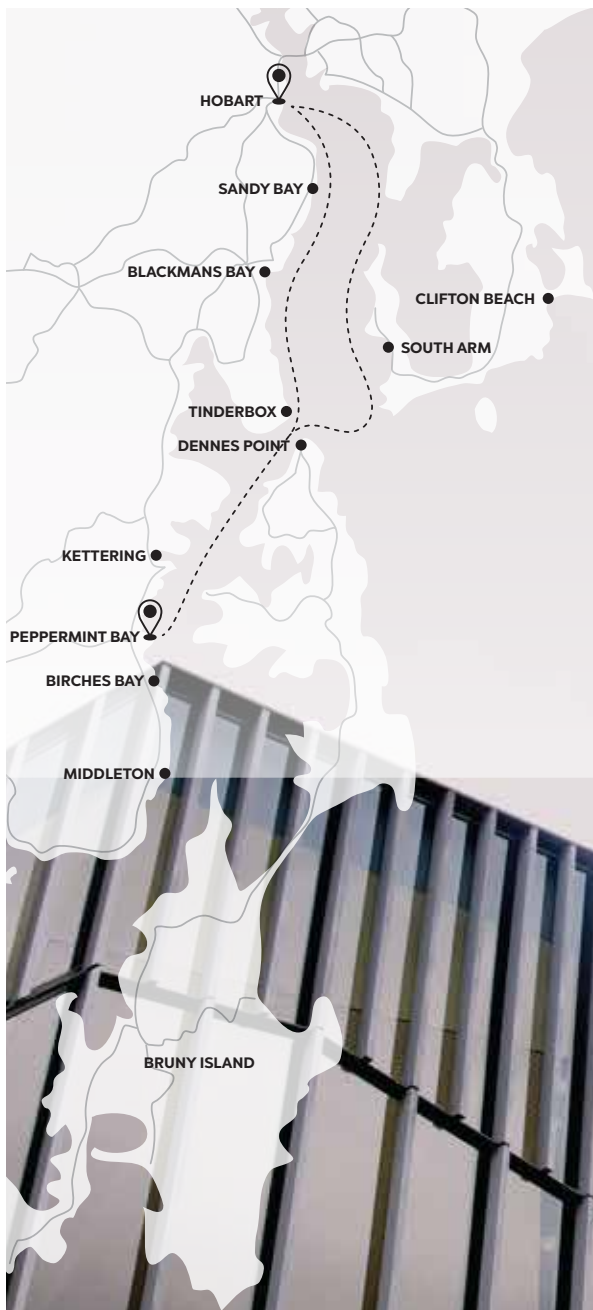 HOBART
SANDY BAY
BLACKMANS BAY
CLIFTON BEACH
SOUTH ARM
TINDERBOX
DENNES POINT
KETTERING
PEPPERMINT BAY
BIRCHES BAY
MIDDLETON
BRUNY ISLAND